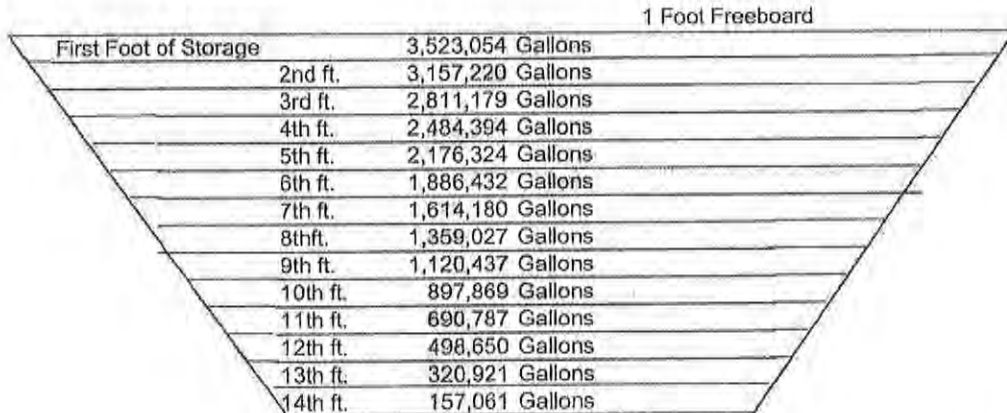 1 Foot Freeboard
First Foot of Storage 3,523,054 Gallons
2nd ft. 3,157,220 Gallons
3rd ft. 2,811,179 Gallons
4th ft. 2,484,394 Gallons
5th ft. 2,176,324 Gallons
6th ft. 1,886,432 Gallons
7th ft. 1,614,180 Gallons
8thft. 1,359,027 Gallons
9th ft. 1,120,437 Gallons
10th ft. 897,869 Gallons
11th ft. 690,787 Gallons
12th ft. 498,650 Gallons
13th ft. 320,921 Gallons
14th ft. 157,061 Gallons